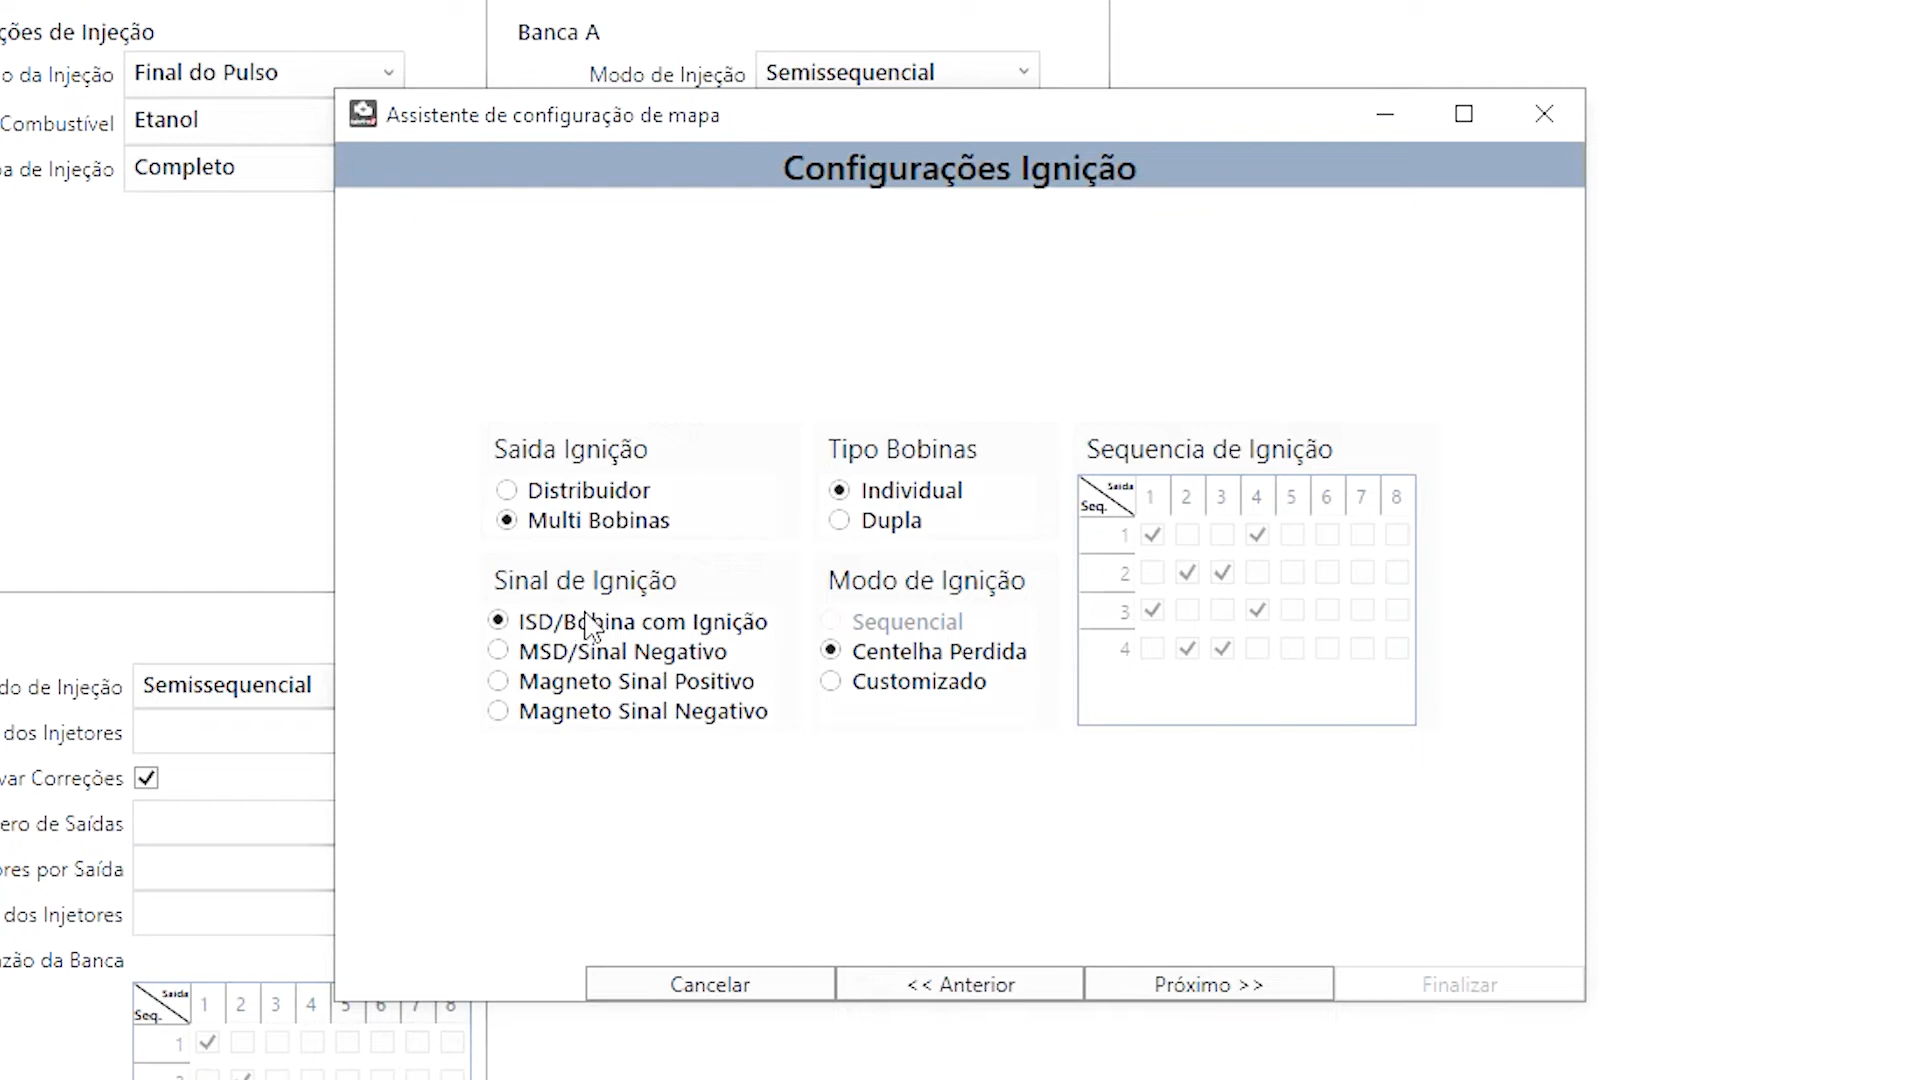 ções de Injeção
o da Injeção Final do Pulso
Combustível Etanol
a de Injeção Completo
Banca A
Modo de Injeção Semissequencial
Assistente de configuração de mapa
Configurações Ignição
Saida Ignição
Distribuidor
Multi Bobinas
Tipo Bobinas
Individual
Dupla
Sequencia de Ignição
Saida 1 2 3 4 5 6 7 8
Seq.
1
2
3
4
Sinal de Ignição
ISD/Bobina com Ignição
MSD/Sinal Negativo
Magneto Sinal Positivo
Magneto Sinal Negativo
Modo de Ignição
Sequencial
Centelha Perdida
Customizado
do de Injeção Semissequencial
dos Injetores
var Correções
ero de Saídas
ores por Saída
dos Injetores
zão da Banca
Saida 1 2 3 4 5 6 7 8
Seq.
1
Cancelar << Anterior Próximo >> Finalizar